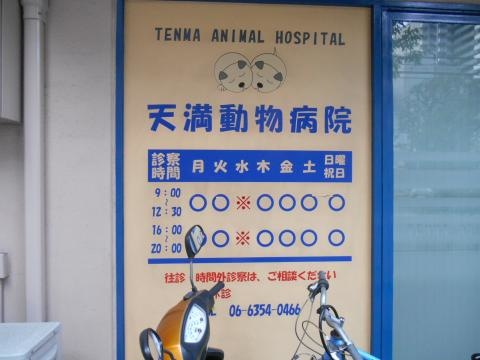 TENMA ANIMAL HOSPITAL
天満動物病院
診察時間 月 火 水 木 金 土 日曜祝日
9:00～12:30 ○ ○ ※ ○ ○ ○ ○
16:00～20:00 ○ ○ ※ ○ ○ ○ ○
往診 時間外診察は、ご相談ください
診
L 06-6354-0466